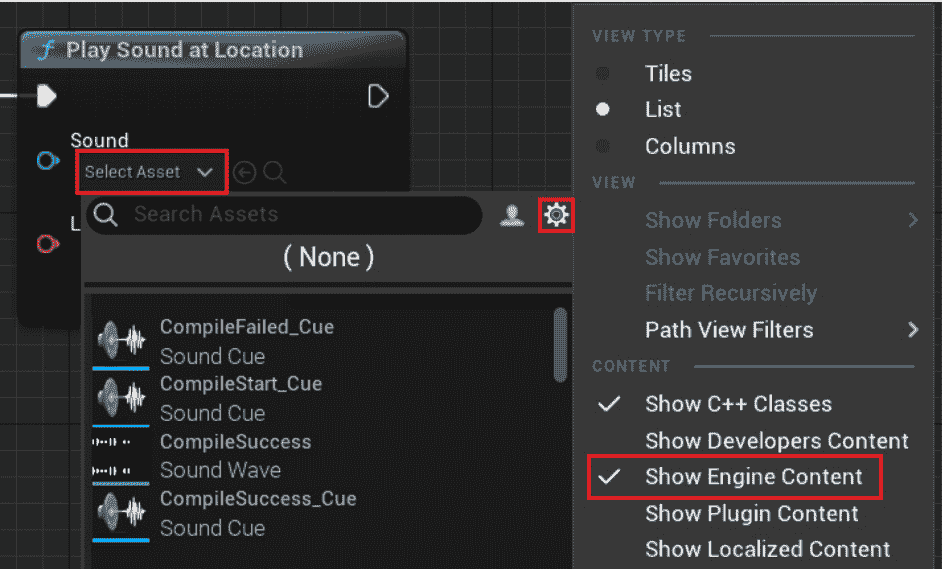 Play Sound at Location
Sound
Select Asset
L
Search Assets
( None )
CompileFailed_Cue
Sound Cue
CompileStart_Cue
Sound Cue
CompileSuccess
Sound Wave
CompileSuccess_Cue
Sound Cue
VIEW TYPE
Tiles
List
Columns
VIEW
Show Folders
Show Favorites
Filter Recursively
Path View Filters
CONTENT
Show C++ Classes
Show Developers Content
Show Engine Content
Show Plugin Content
Show Localized Content